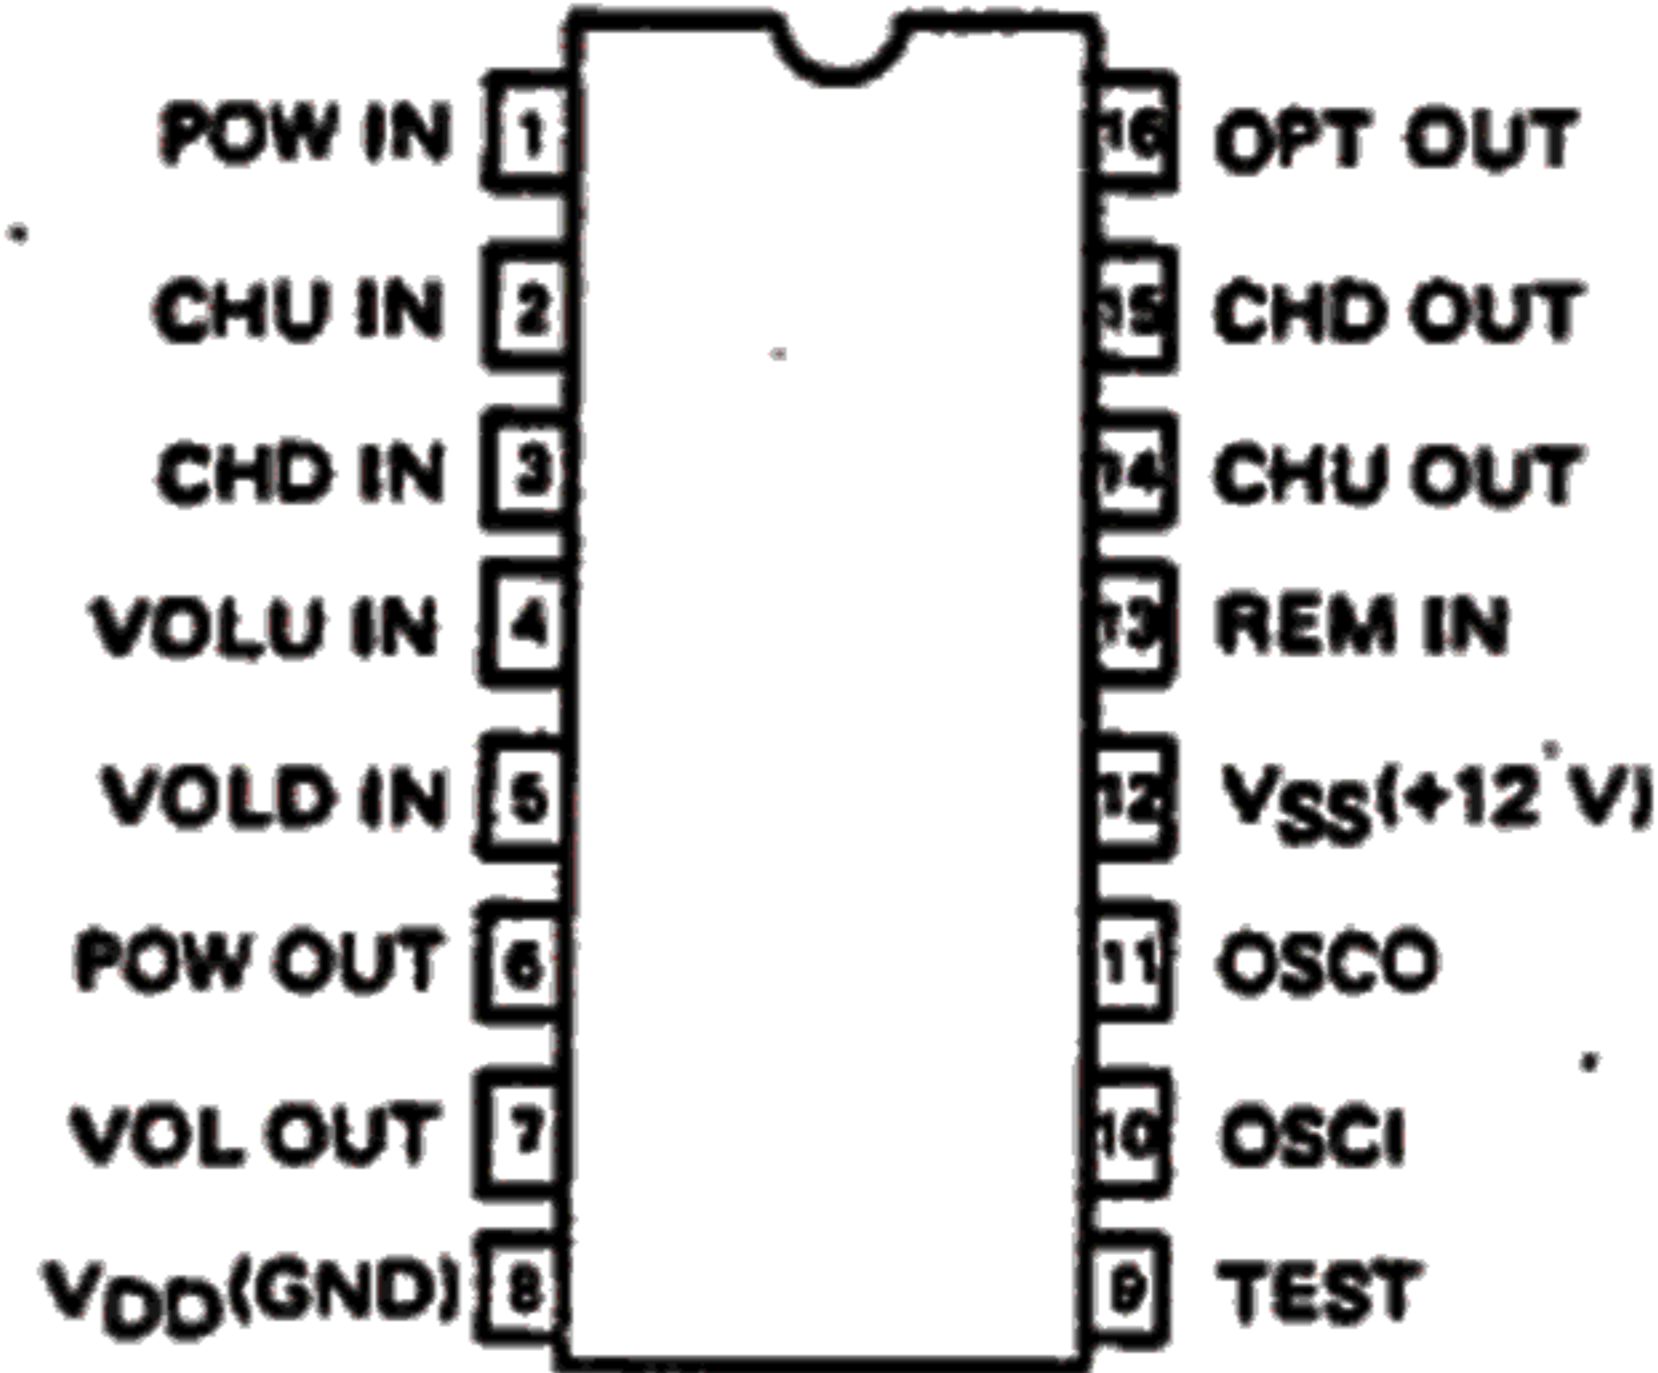 POW IN 1 16 OPT OUT
CHU IN 2 15 CHD OUT
CHD IN 3 14 CHU OUT
VOLU IN 4 13 REM IN
VOLD IN 5 12 VSS(+12 V)
POW OUT 6 11 OSCO
VOL OUT 7 10 OSCI
VDD(GND) 8 9 TEST